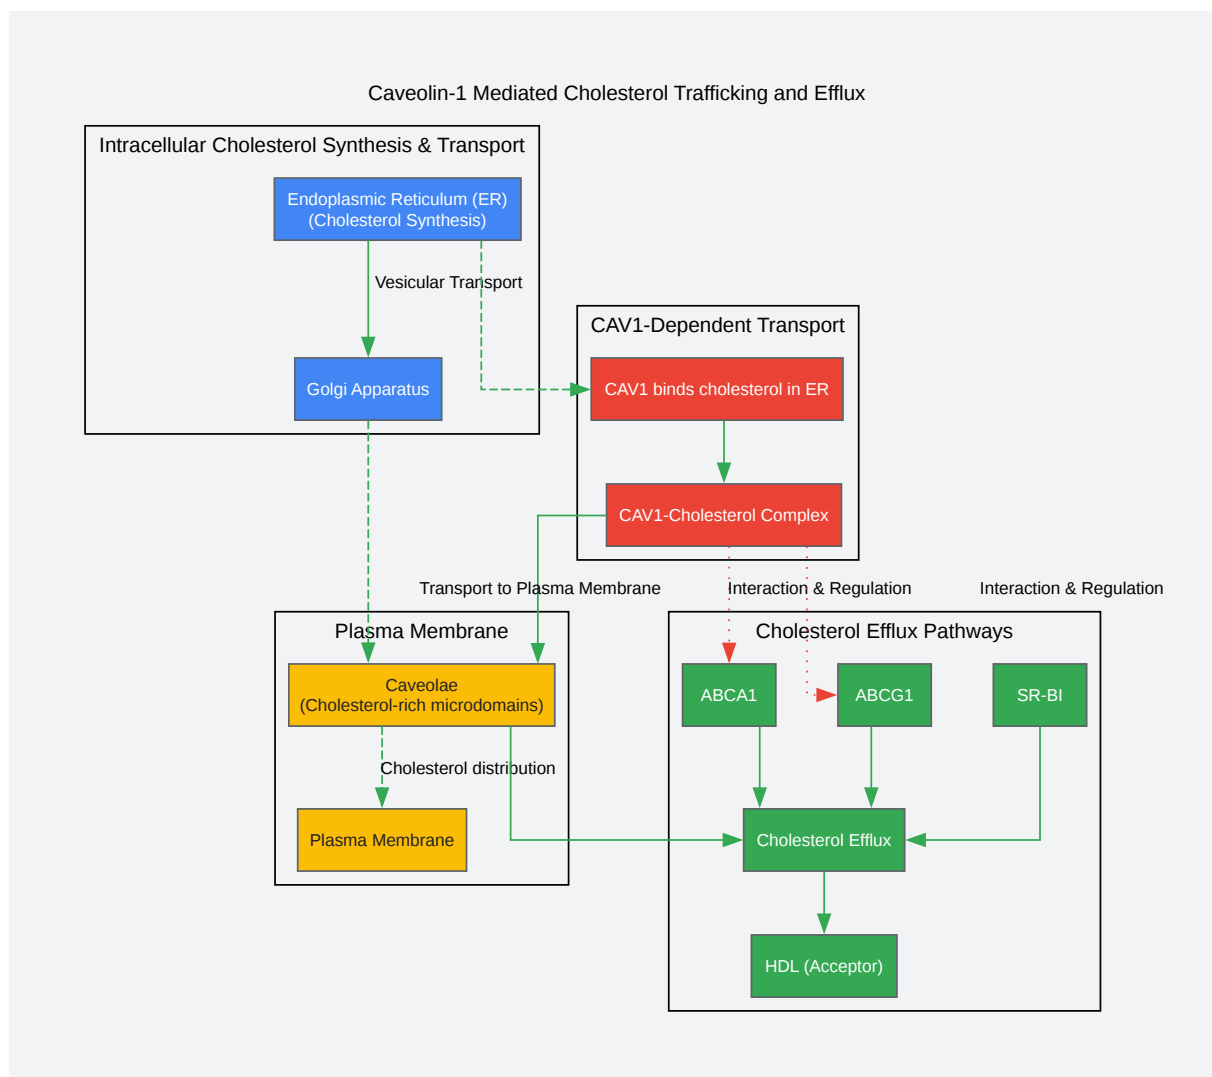 Caveolin-1 Mediated Cholesterol Trafficking and Efflux
Intracellular Cholesterol Synthesis & Transport
Endoplasmic Reticulum (ER)
(Cholesterol Synthesis)
Vesicular Transport
Golgi Apparatus
CAV1-Dependent Transport
CAV1 binds cholesterol in ER
CAV1-Cholesterol Complex
Transport to Plasma Membrane
Interaction & Regulation
Interaction & Regulation
Plasma Membrane
Caveolae
(Cholesterol-rich microdomains)
Cholesterol distribution
Plasma Membrane
Cholesterol Efflux Pathways
ABCA1
ABCG1
SR-BI
Cholesterol Efflux
HDL (Acceptor)